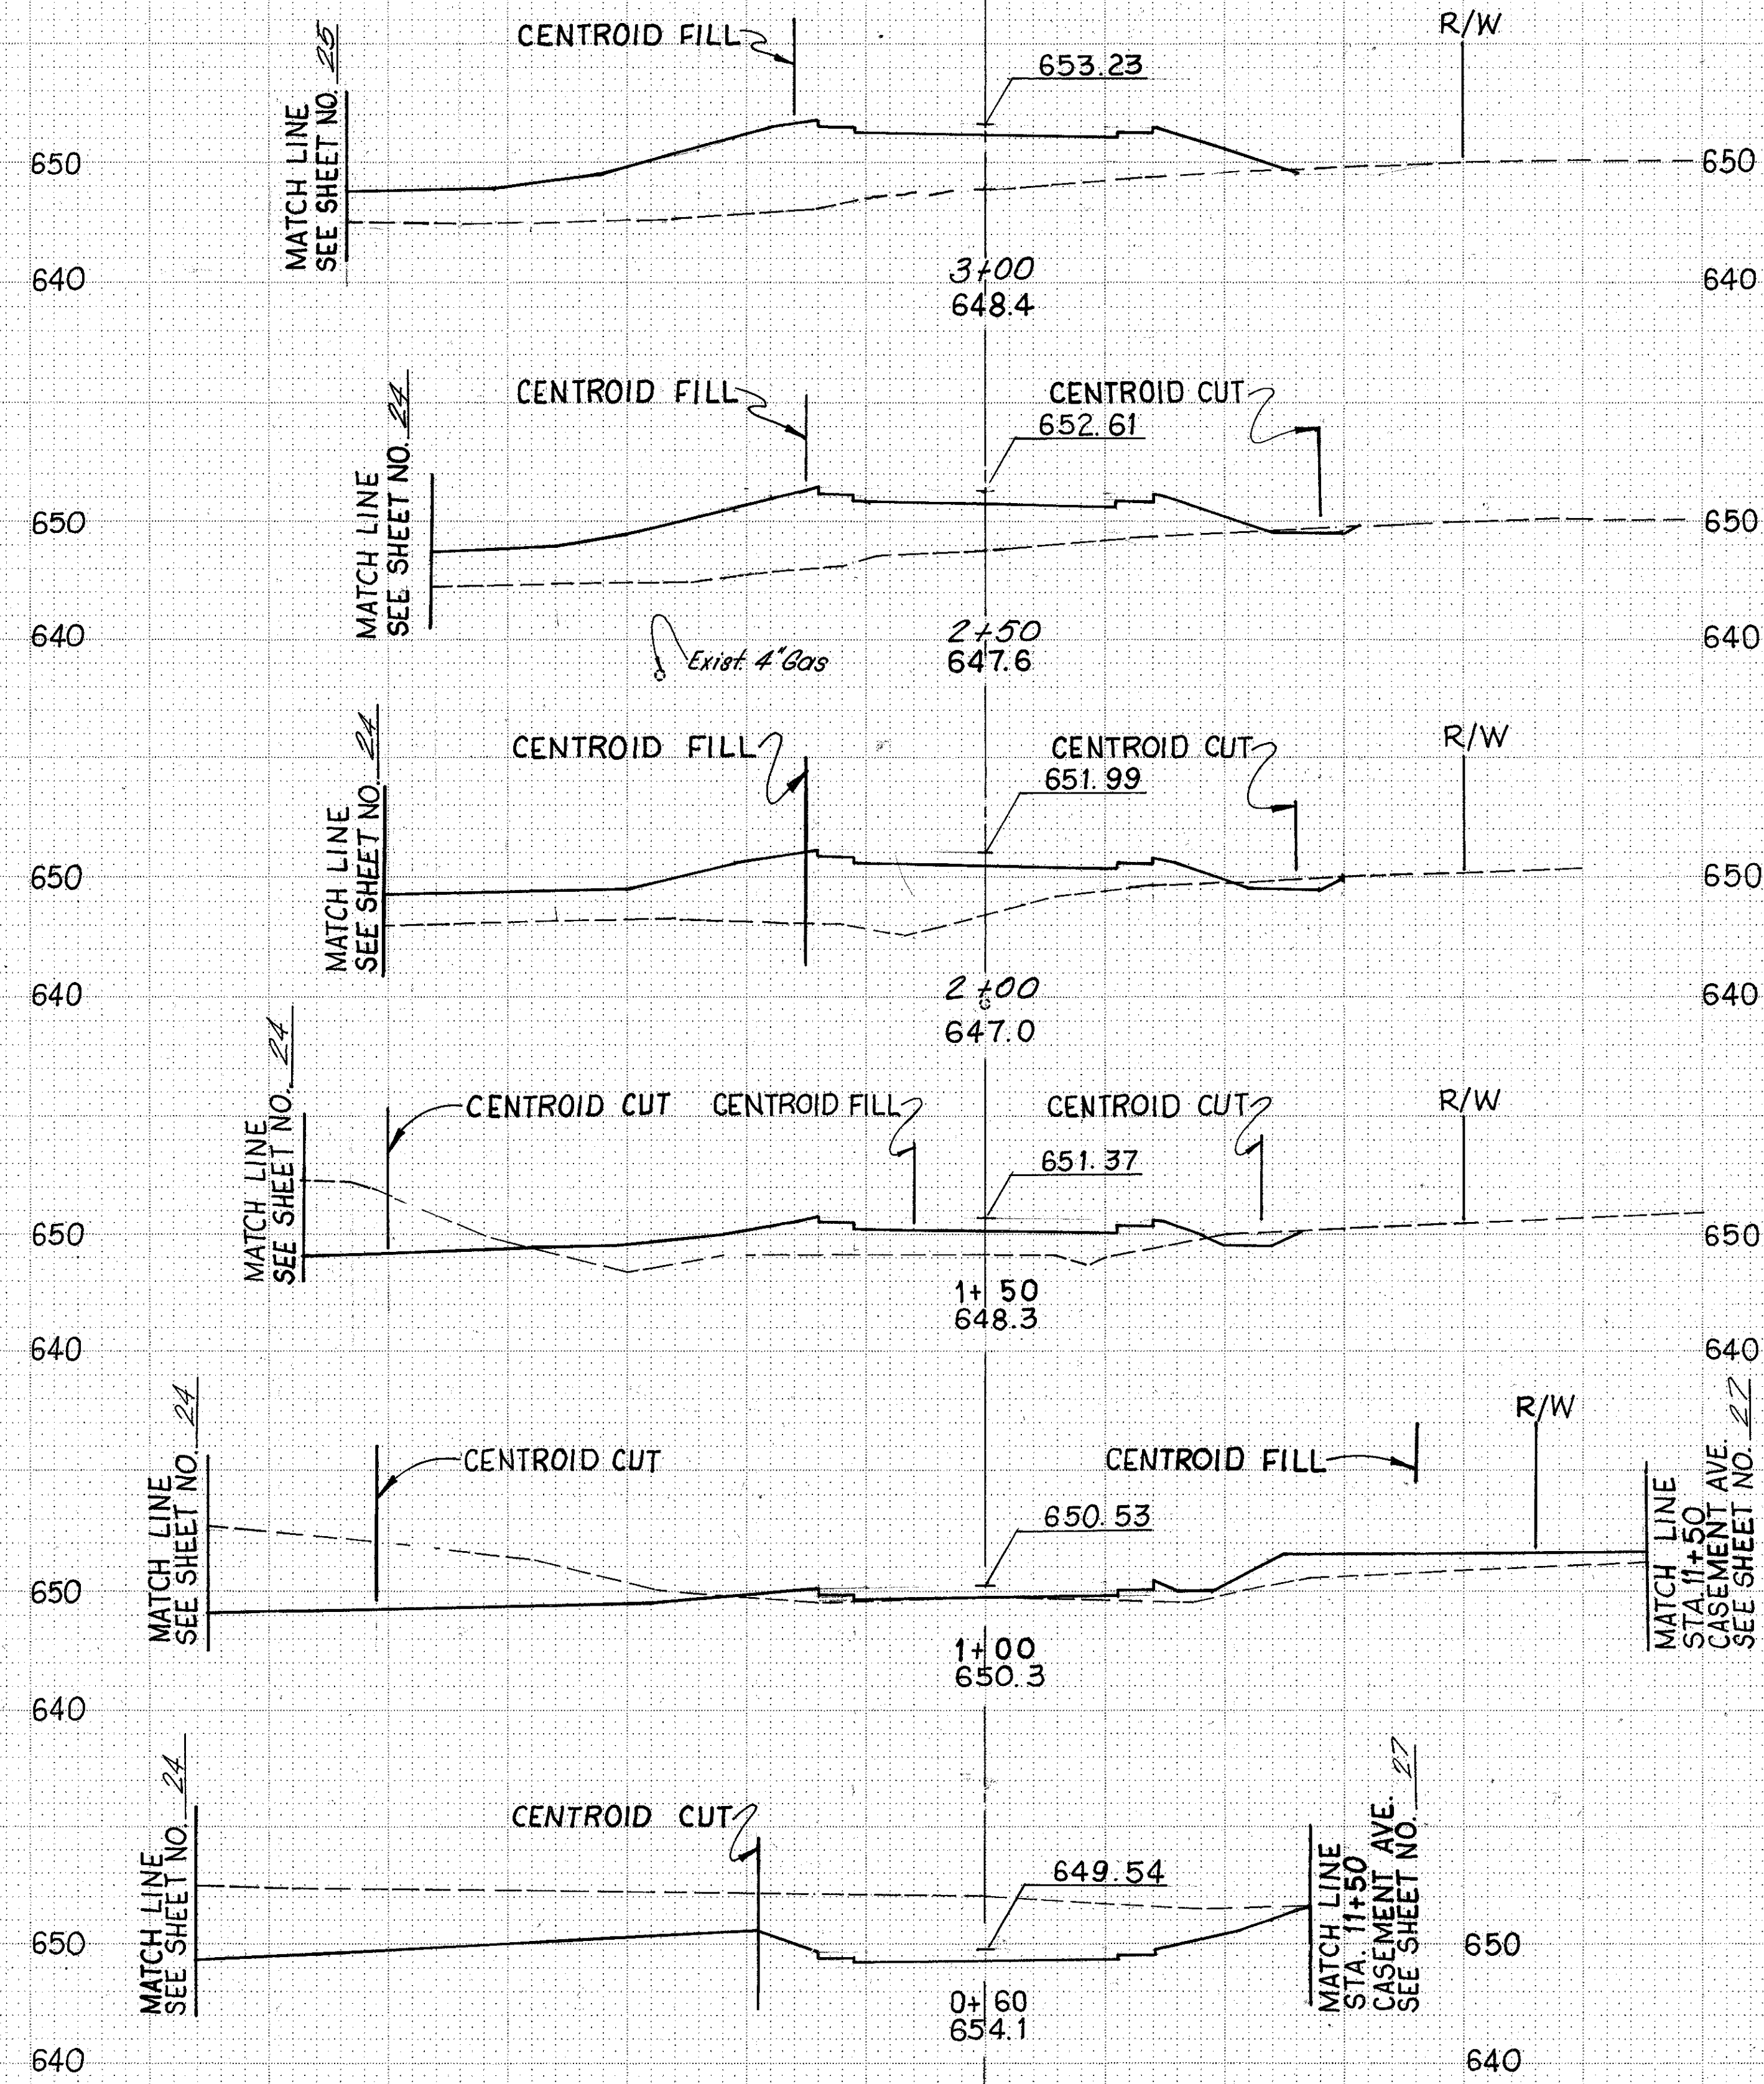 CENTROID FILL
R/W
653.23
MATCH LINE
SEE SHEET NO. 25
650
650
640
640
3+00
648.4
CENTROID FILL
CENTROID CUT
652.61
MATCH LINE
SEE SHEET NO. 24
650
650
640
640
2+50
647.6
Exist. 4" Gas
CENTROID FILL
CENTROID CUT
R/W
651.99
MATCH LINE
SEE SHEET NO. 24
650
650
640
640
2+00
647.0
CENTROID CUT
CENTROID FILL
CENTROID CUT
R/W
651.37
MATCH LINE
SEE SHEET NO. 24
650
650
1+50
648.3
640
640
CENTROID CUT
CENTROID FILL
R/W
650.53
MATCH LINE
SEE SHEET NO. 24
MATCH LINE
STA. 11+50
CASEMENT AVE.
SEE SHEET NO. 27
650
1+00
650.3
640
CENTROID CUT
649.54
MATCH LINE
SEE SHEET NO. 24
MATCH LINE
STA. 11+50
CASEMENT AVE.
SEE SHEET NO. 27
650
650
0+60
654.1
640
640